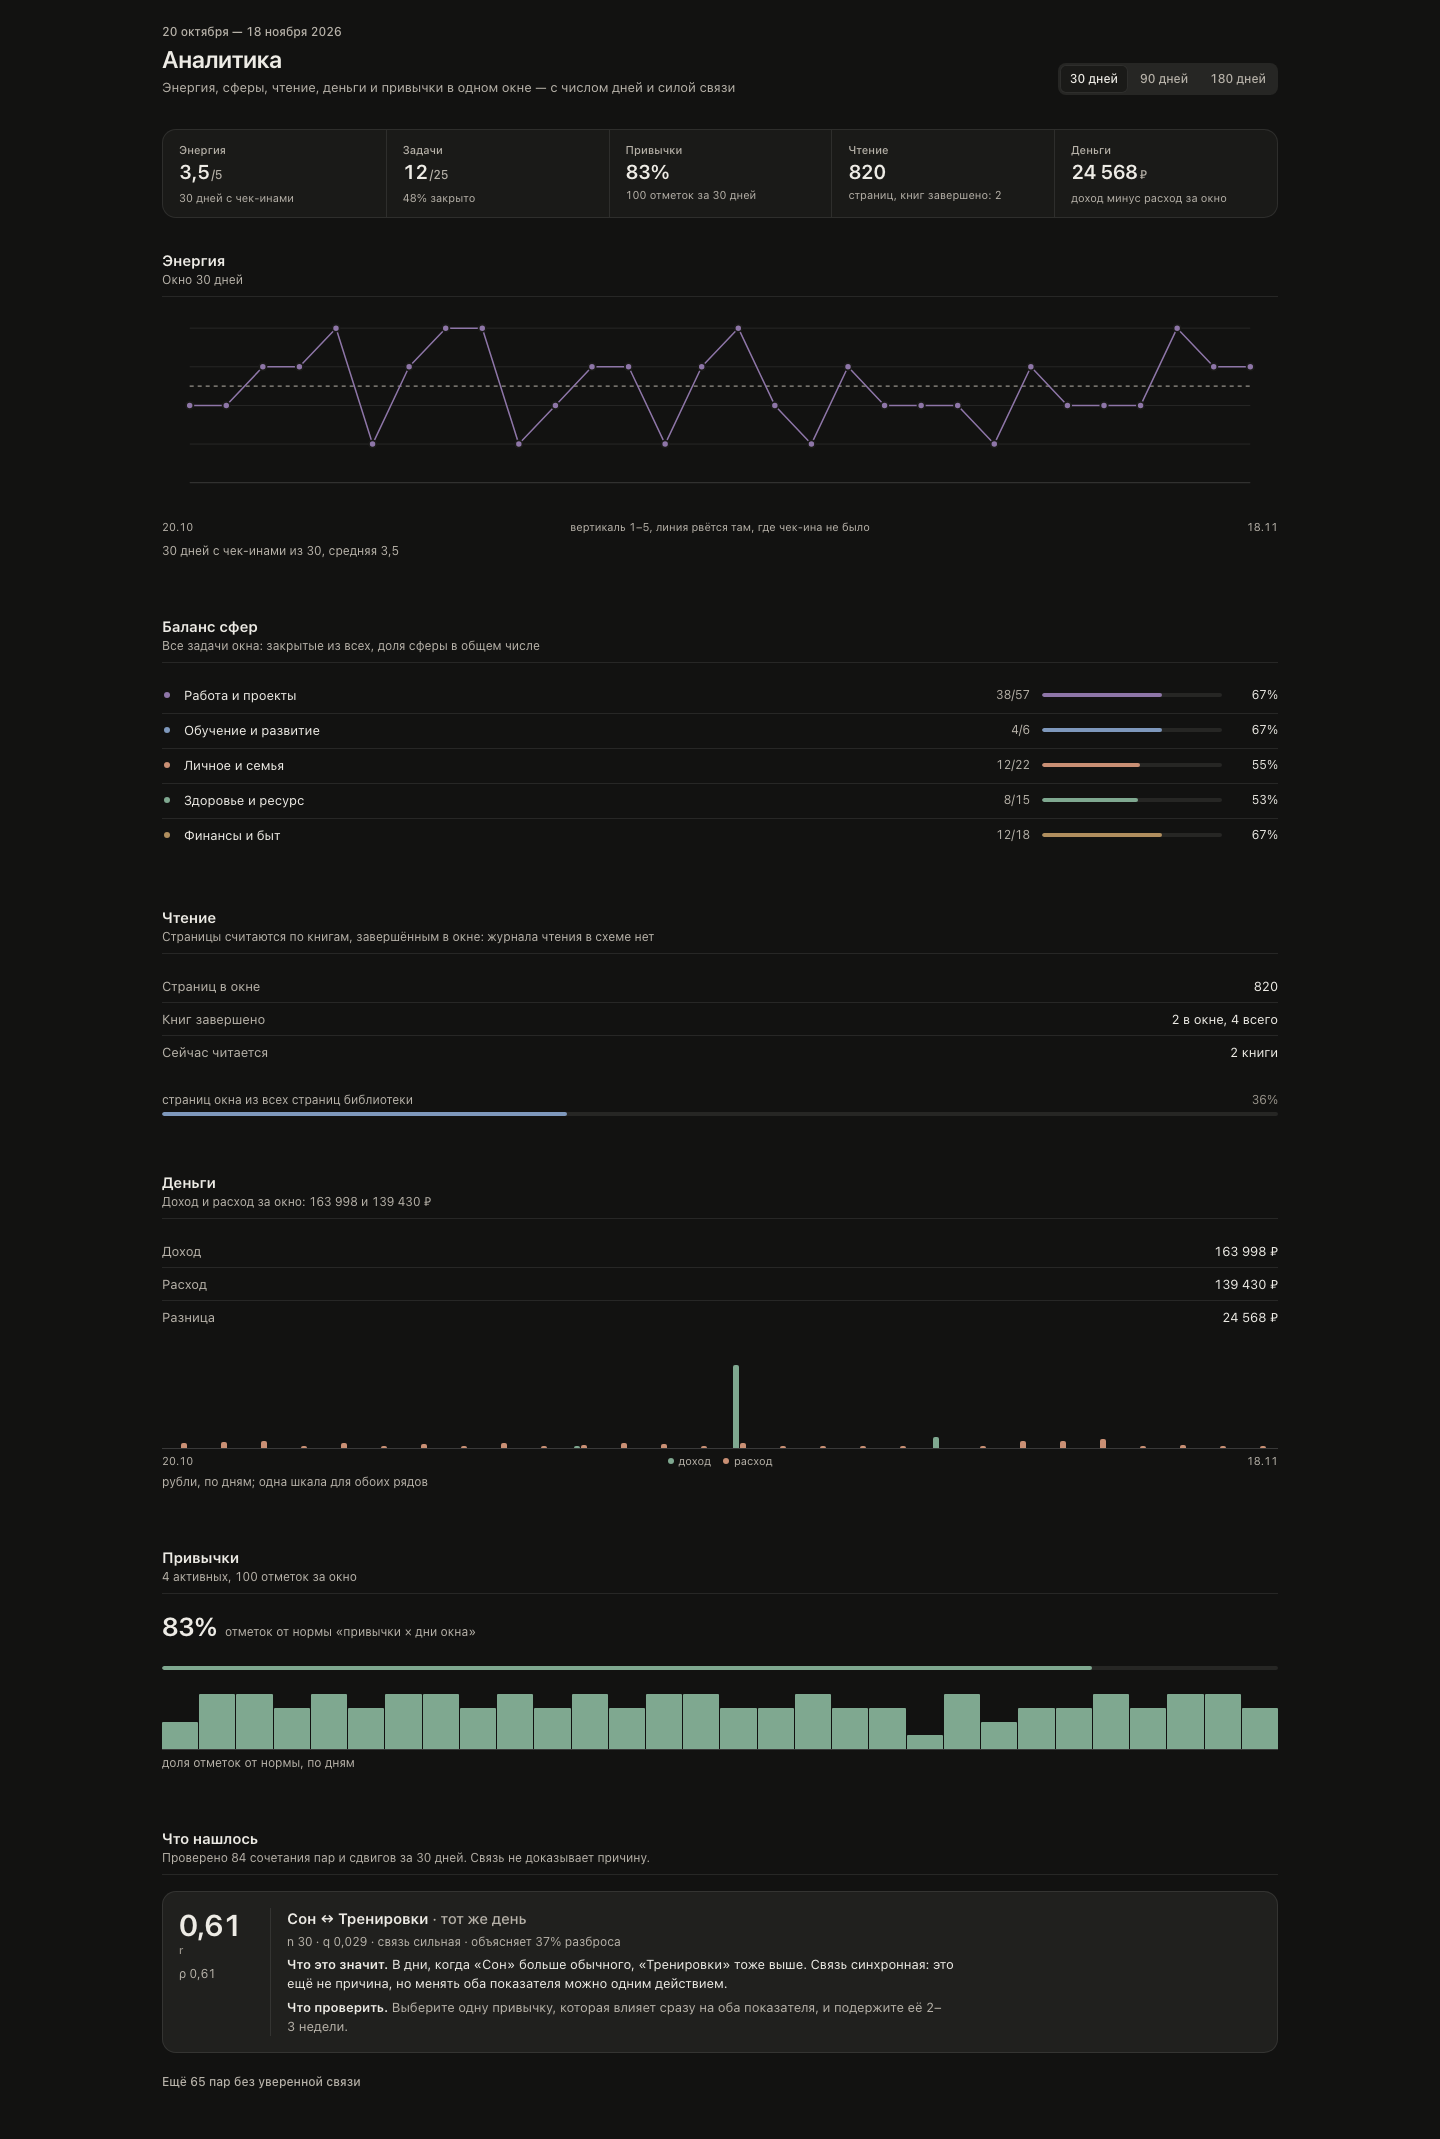 20 октября — 18 ноября 2026
Аналитика
Энергия, сферы, чтение, деньги и привычки в одном окне — с числом дней и силой связи
30 дней 90 дней 180 дней
Энергия
3,5/5
30 дней с чек-инами
Задачи
12/25
48% закрыто
Привычки
83%
100 отметок за 30 дней
Чтение
820
страниц, книг завершено: 2
Деньги
24 568 ₽
доход минус расход за окно
Энергия
Окно 30 дней
20.10 вертикаль 1–5, линия рвётся там, где чек-ина не было 18.11
30 дней с чек-инами из 30, средняя 3,5
Баланс сфер
Все задачи окна: закрытые из всех, доля сферы в общем числе
Работа и проекты 38/57 67%
Обучение и развитие 4/6 67%
Личное и семья 12/22 55%
Здоровье и ресурс 8/15 53%
Финансы и быт 12/18 67%
Чтение
Страницы считаются по книгам, завершённым в окне: журнала чтения в схеме нет
Страниц в окне 820
Книг завершено 2 в окне, 4 всего
Сейчас читается 2 книги
страниц окна из всех страниц библиотеки 36%
Деньги
Доход и расход за окно: 163 998 и 139 430 ₽
Доход 163 998 ₽
Расход 139 430 ₽
Разница 24 568 ₽
20.10 доход расход 18.11
рубли, по дням; одна шкала для обоих рядов
Привычки
4 активных, 100 отметок за окно
83% отметок от нормы «привычки × дни окна»
доля отметок от нормы, по дням
Что нашлось
Проверено 84 сочетания пар и сдвигов за 30 дней. Связь не доказывает причину.
0,61
r
ρ 0,61
Сон ↔ Тренировки · тот же день
n 30 · q 0,029 · связь сильная · объясняет 37% разброса
Что это значит. В дни, когда «Сон» больше обычного, «Тренировки» тоже выше. Связь синхронная: это
ещё не причина, но менять оба показателя можно одним действием.
Что проверить. Выберите одну привычку, которая влияет сразу на оба показателя, и подержите её 2–
3 недели.
Ещё 65 пар без уверенной связи